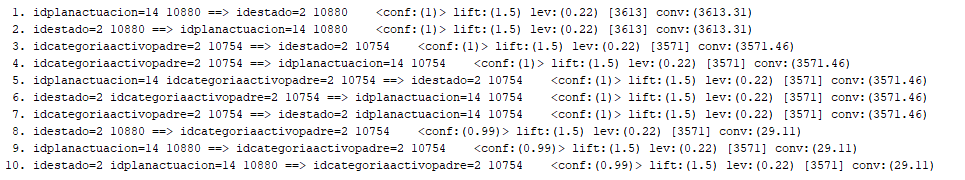 1. idplanactuacion=14 10880 ==> idestado=2 10880 <conf:(1)> lift:(1.5) lev:(0.22) [3613] conv:(3613.31)
2. idestado=2 10880 ==> idplanactuacion=14 10880 <conf:(1)> lift:(1.5) lev:(0.22) [3613] conv:(3613.31)
3. idcategoriaactivopadre=2 10754 ==> idestado=2 10754 <conf:(1)> lift:(1.5) lev:(0.22) [3571] conv:(3571.46)
4. idcategoriaactivopadre=2 10754 ==> idplanactuacion=14 10754 <conf:(1)> lift:(1.5) lev:(0.22) [3571] conv:(3571.46)
5. idplanactuacion=14 idcategoriaactivopadre=2 10754 ==> idestado=2 10754 <conf:(1)> lift:(1.5) lev:(0.22) [3571] conv:(3571.46)
6. idestado=2 idcategoriaactivopadre=2 10754 ==> idplanactuacion=14 10754 <conf:(1)> lift:(1.5) lev:(0.22) [3571] conv:(3571.46)
7. idestado=2 idcategoriaactivopadre=2 10754 ==> idplanactuacion=14 10754 <conf:(1)> lift:(1.5) lev:(0.22) [3571] conv:(3571.46)
8. idestado=2 10880 ==> idcategoriaactivopadre=2 10754 <conf:(0.99)> lift:(1.5) lev:(0.22) [3571] conv:(29.11)
9. idplanactuacion=14 10880 ==> idcategoriaactivopadre=2 10754 <conf:(0.99)> lift:(1.5) lev:(0.22) [3571] conv:(29.11)
10. idestado=2 idplanactuacion=14 10880 ==> idcategoriaactivopadre=2 10754 <conf:(0.99)> lift:(1.5) lev:(0.22) [3571] conv:(29.11)